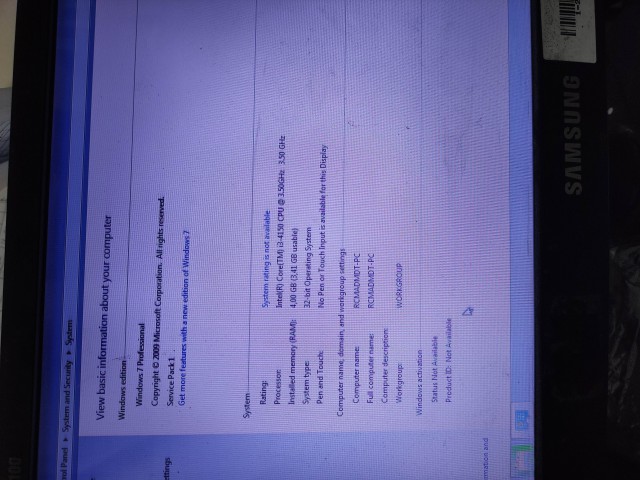 rol Panel ▸ System and Security ▸ System
View basic information about your computer
Windows edition
Windows 7 Professional
Copyright © 2009 Microsoft Corporation. All rights reserved.
Service Pack 1
Get more features with a new edition of Windows 7
System
Rating: System rating is not available
Processor: Intel(R) Core(TM) i3-4150 CPU @ 3.50GHz 3.50 GHz
Installed memory (RAM): 4.00 GB (3.41 GB usable)
System type: 32-bit Operating System
Pen and Touch: No Pen or Touch Input is available for this Display
Computer name, domain, and workgroup settings
Computer name: RCMADMDT-PC
Full computer name: RCMADMDT-PC
Computer description:
Workgroup: WORKGROUP
Windows activation
Status Not Available
Product ID: Not Available
ettings
SAMSUNG